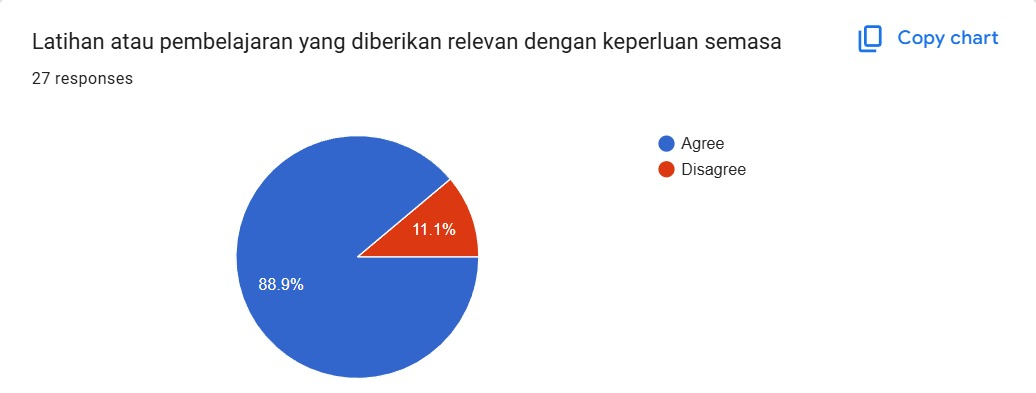 Latihan atau pembelajaran yang diberikan relevan dengan keperluan semasa
Copy chart
27 responses
Agree
Disagree
11.1%
88.9%